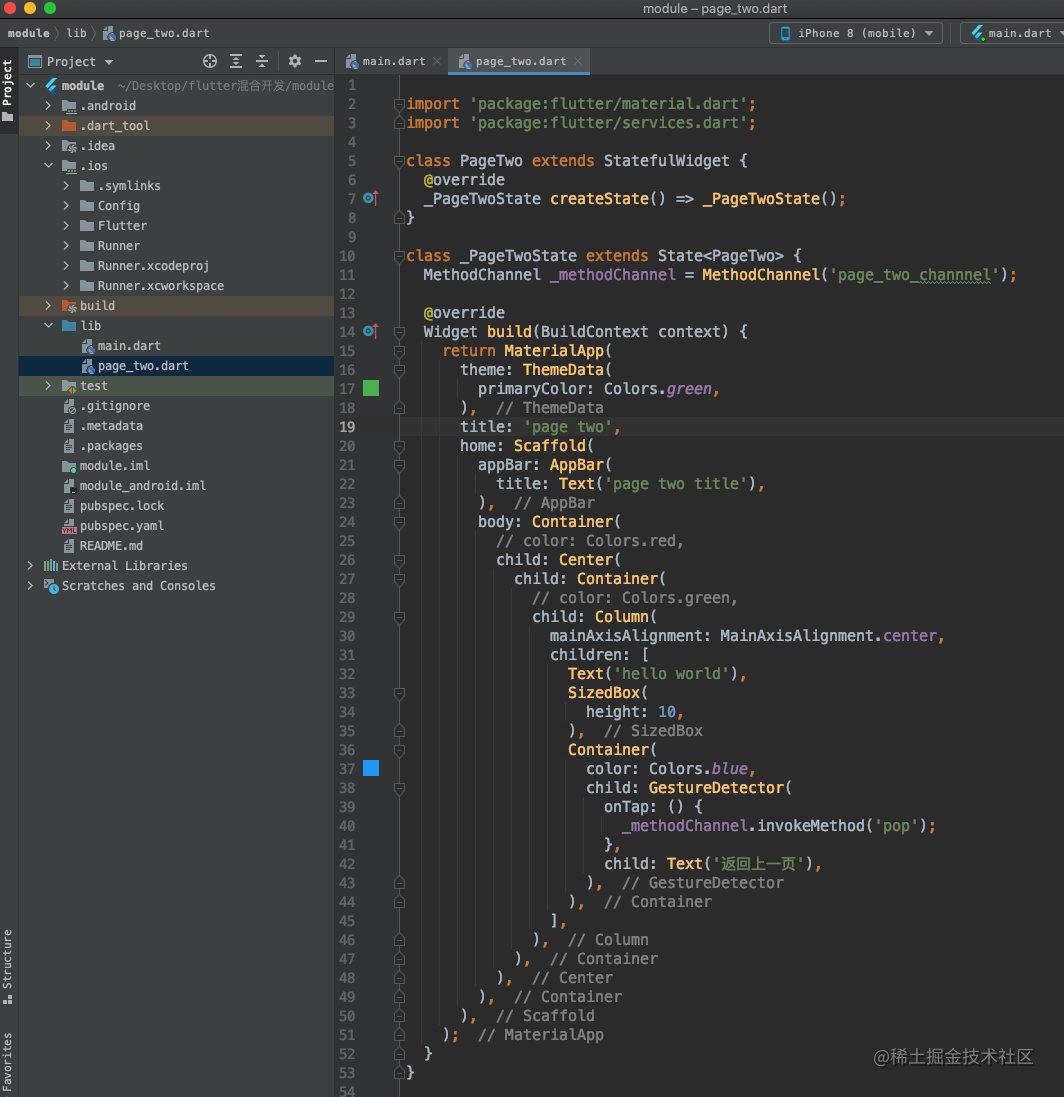 module – page_two.dart
module lib page_two.dart
iPhone 8 (mobile) main.dart
Project
Project
main.dart
page_two.dart
module ~/Desktop/flutter混合开发/module
.android
.dart_tool
.idea
.ios
.symlinks
Config
Flutter
Runner
Runner.xcodeproj
Runner.xcworkspace
build
lib
main.dart
page_two.dart
test
.gitignore
.metadata
.packages
module.iml
module_android.iml
pubspec.lock
pubspec.yaml
README.md
External Libraries
Scratches and Consoles
Structure
Favorites
1
2 import 'package:flutter/material.dart';
3 import 'package:flutter/services.dart';
4
5 class PageTwo extends StatefulWidget {
6 @override
7 _PageTwoState createState() => _PageTwoState();
8 }
9
10 class _PageTwoState extends State<PageTwo> {
11 MethodChannel _methodChannel = MethodChannel('page_two_channnel');
12
13 @override
14 Widget build(BuildContext context) {
15 return MaterialApp(
16 theme: ThemeData(
17 primaryColor: Colors.green,
18 ), // ThemeData
19 title: 'page two',
20 home: Scaffold(
21 appBar: AppBar(
22 title: Text('page two title'),
23 ), // AppBar
24 body: Container(
25 // color: Colors.red,
26 child: Center(
27 child: Container(
28 // color: Colors.green,
29 child: Column(
30 mainAxisAlignment: MainAxisAlignment.center,
31 children: [
32 Text('hello world'),
33 SizedBox(
34 height: 10,
35 ), // SizedBox
36 Container(
37 color: Colors.blue,
38 child: GestureDetector(
39 onTap: () {
40 _methodChannel.invokeMethod('pop');
41 },
42 child: Text('返回上一页'),
43 ), // GestureDetector
44 ), // Container
45 ],
46 ), // Column
47 ), // Container
48 ), // Center
49 ), // Container
50 ), // Scaffold
51 ); // MaterialApp
52 }
53 }
54
@稀土掘金技术社区